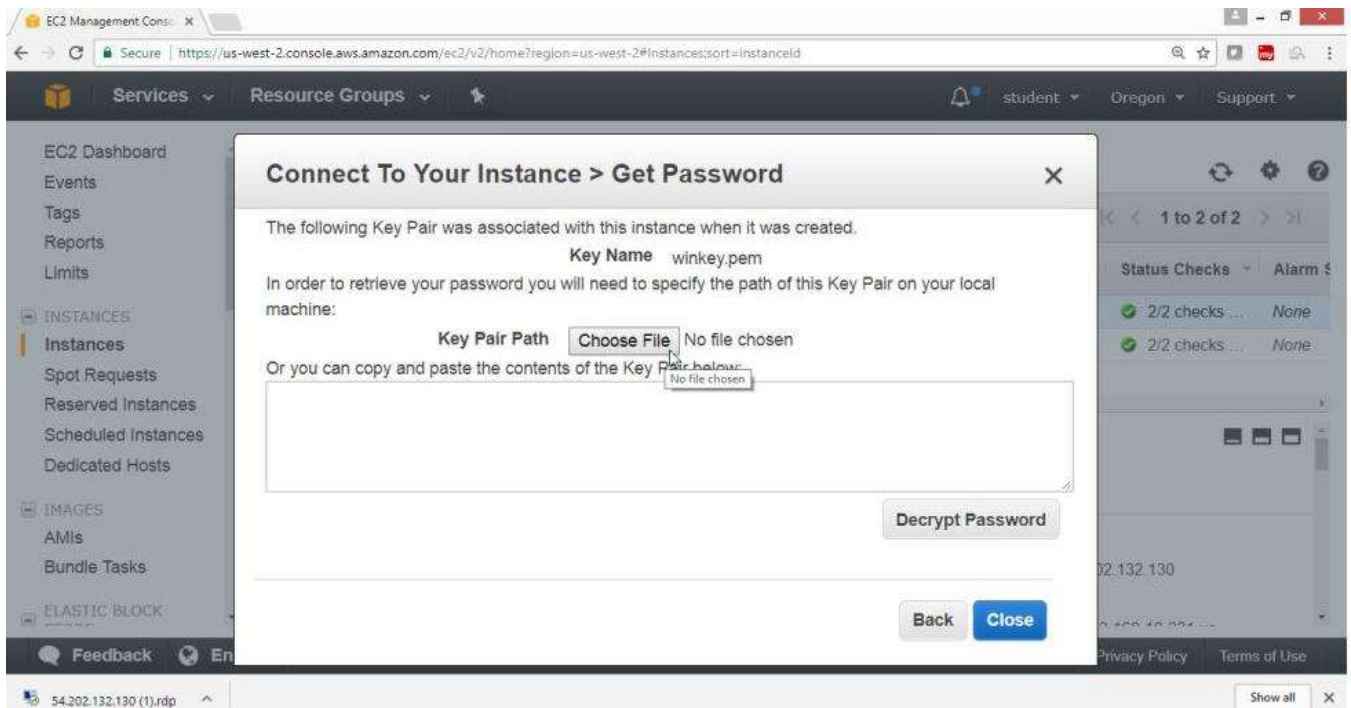 EC2 Management Conso
Secure | https://us-west-2.console.aws.amazon.com/ec2/v2/home?region=us-west-2#Instances:sort=instanceId
my
Services Resource Groups student Oregon Support
EC2 Dashboard
Events
Tags
Reports
Limits
INSTANCES
Instances
Spot Requests
Reserved Instances
Scheduled Instances
Dedicated Hosts
IMAGES
AMIs
Bundle Tasks
ELASTIC BLOCK
Connect To Your Instance > Get Password
The following Key Pair was associated with this instance when it was created.
Key Name winkey.pem
In order to retrieve your password you will need to specify the path of this Key Pair on your local
machine:
Key Pair Path Choose File No file chosen
Or you can copy and paste the contents of the Key Pair below:
No file chosen
Decrypt Password
Back Close
1 to 2 of 2
Status Checks Alarm S
2/2 checks ... None
2/2 checks ... None
02.132.130
Feedback En
Privacy Policy Terms of Use
54.202.132.130 (1).rdp
Show all